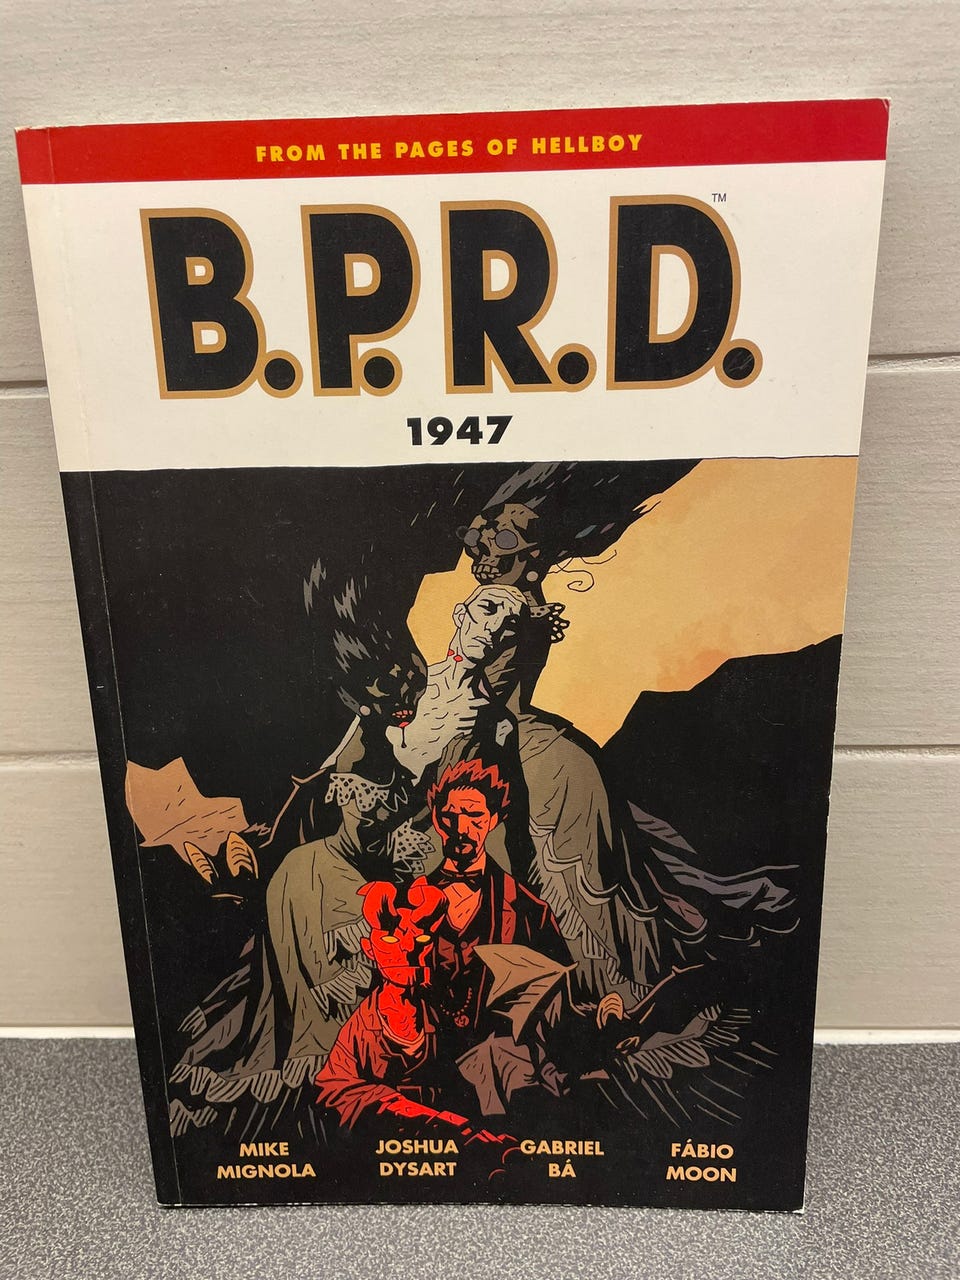 FROM THE PAGES OF HELLBOY
B.P.R.D.™
1947
MIKE MIGNOLA
JOSHUA DYSART
GABRIEL BÁ
FÁBIO MOON